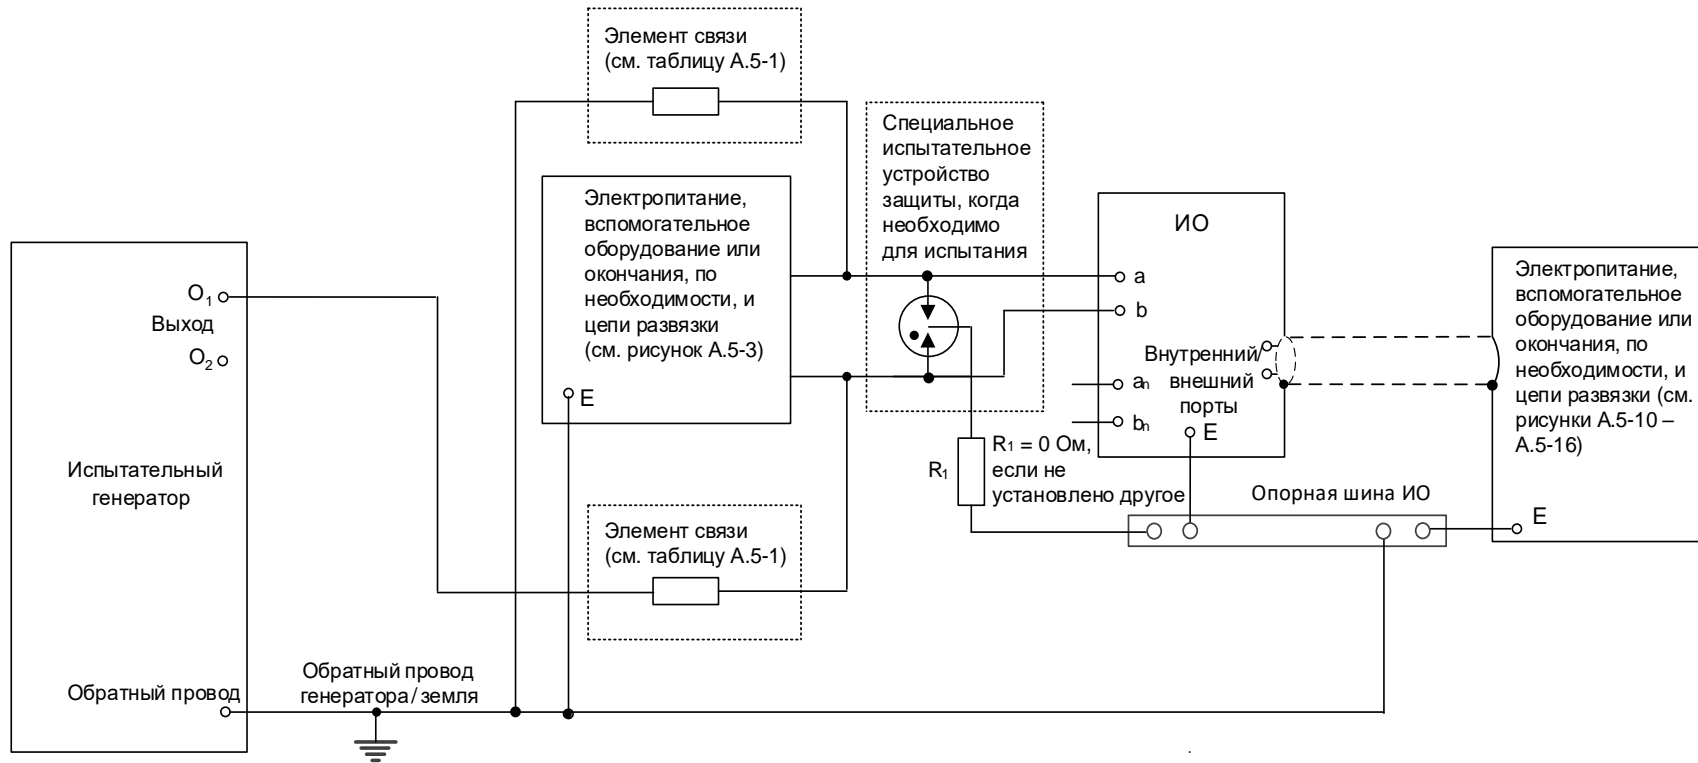 Элемент связи
(см. таблицу А.5-1)
Специальное
испытательное
устройство
защиты, когда
необходимо
для испытания
Электропитание,
вспомогательное
оборудование или
окончания, по
необходимости, и
цепи развязки
(см. рисунок А.5-3)
E
ИО
a
b
Внутренний/
внешний
порты
an
bn
E
Электропитание,
вспомогательное
оборудование или
окончания, по
необходимости, и
цепи развязки (см.
рисунки А.5-10 –
А.5-16)
E
O1
Выход
O2
Испытательный
генератор
Обратный провод
Обратный провод
генератора/земля
R1
R1 = 0 Ом,
если не
установлено другое
Опорная шина ИО
Элемент связи
(см. таблицу А.5-1)